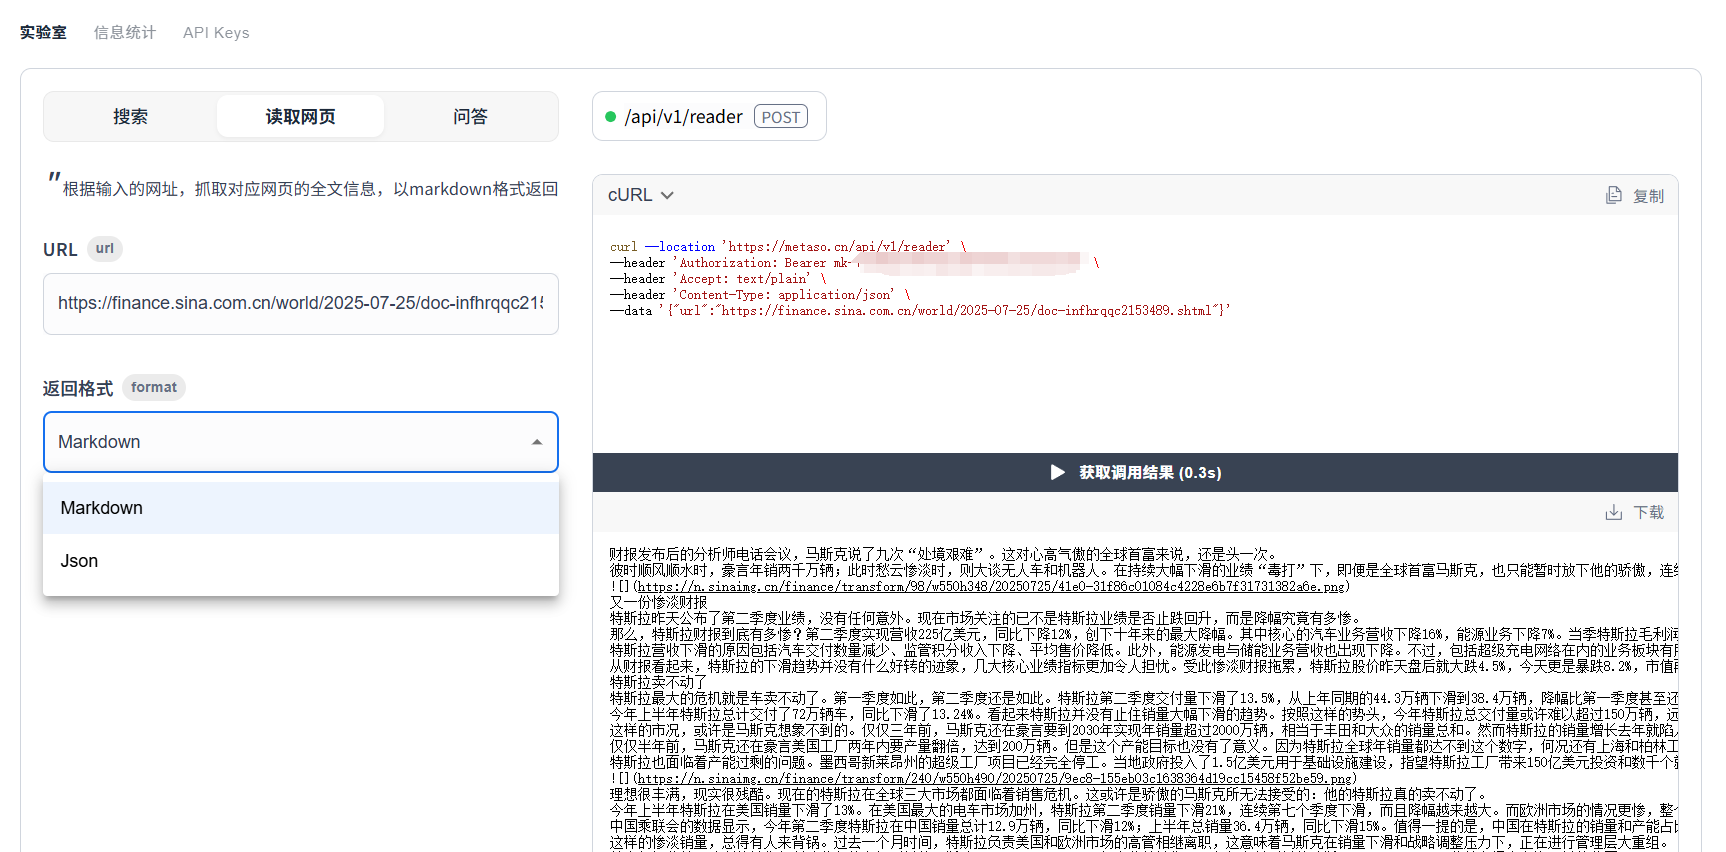 实验室 信息统计 API Keys
搜索 读取网页 问答
"根据输入的网址，抓取对应网页的全文信息，以markdown格式返回
URL url
https://finance.sina.com.cn/world/2025-07-25/doc-infhrqqc215
返回格式 format
Markdown
Markdown
Json
/api/v1/reader POST
cURL 复制
curl --location 'https://metaso.cn/api/v1/reader' \
--header 'Authorization: Bearer mk- \
--header 'Accept: text/plain' \
--header 'Content-Type: application/json' \
--data '{"url":"https://finance.sina.com.cn/world/2025-07-25/doc-infhrqqc2153489.shtml"}'
获取调用结果 (0.3s)
下载
财报发布后的分析师电话会议，马斯克说了九次“处境艰难”。这对心高气傲的全球首富来说，还是头一次。
彼时顺风顺水时，豪言年销两千万辆；此时愁云惨淡时，则大谈无人车和机器人。在持续大幅下滑的业绩“毒打”下，即便是全球首富马斯克，也只能暂时放下他的骄傲，连续
![](https://n.sinaimg.cn/finance/transform/98/w550h348/20250725/41e0-31f86c01084c4228e6b7f31731382a6e.png)
又一份惨淡财报
特斯拉昨天公布了第二季度业绩，没有任何意外。现在市场关注的已不是特斯拉业绩是否止跌回升，而是降幅究竟有多惨。
那么，特斯拉财报到底有多惨？第二季度实现营收225亿美元，同比下降12%，创下十年来的最大降幅。其中核心的汽车业务营收下降16%，能源业务下降7%。当季特斯拉毛利润
特斯拉营收下滑的原因包括汽车交付数量减少、监管积分收入下降、平均售价降低。此外，能源发电与储能业务营收也出现下降。不过，包括超级充电网络在内的业务板块有所
从财报看起来，特斯拉的下滑趋势并没有什么好转的迹象，几大核心业绩指标更加令人担忧。受此惨淡财报拖累，特斯拉股价昨天盘后就大跌4.5%，今天更是暴跌8.2%，市值再
特斯拉卖不动了
特斯拉最大的危机就是车卖不动了。第一季度如此，第二季度还是如此。特斯拉第二季度交付量下滑了13.5%，从上年同期的44.3万辆下滑到38.4万辆，降幅比第一季度甚至还
今年上半年特斯拉总计交付了72万辆车，同比下滑了13.24%。看起来特斯拉并没有止住销量大幅下滑的趋势。按照这样的势头，今年特斯拉总交付量或许难以超过150万辆，远
这样的市况，或许是马斯克想象不到的。仅仅三年前，马斯克还在豪言要到2030年实现年销量超过2000万辆，相当于丰田和大众的销量总和。然而特斯拉的销量增长去年就陷入
仅仅半年前，马斯克还在豪言美国工厂两年内要产量翻倍，达到200万辆。但是这个产能目标也没有了意义。因为特斯拉全球年销量都达不到这个数字，何况还有上海和柏林工
特斯拉也面临着产能过剩的问题。墨西哥新莱昂州的超级工厂项目已经完全停工。当地政府投入了1.5亿美元用于基础设施建设，指望特斯拉工厂带来150亿美元投资和数千个就
![](https://n.sinaimg.cn/finance/transform/240/w550h490/20250725/9ec8-155eb03c1638364d19cc15458f52be59.png)
理想很丰满，现实很残酷。现在的特斯拉在全球三大市场都面临着销售危机。这或许是骄傲的马斯克所无法接受的：他的特斯拉真的卖不动了。
今年上半年特斯拉在美国销量下滑了13%。在美国最大的电车市场加州，特斯拉第二季度销量下滑21%，连续第七个季度下滑，而且降幅越来越大。而欧洲市场的情况更惨，整个
中国乘联会的数据显示，今年第二季度特斯拉在中国销量总计12.9万辆，同比下滑12%；上半年总销量36.4万辆，同比下滑15%。值得一提的是，中国在特斯拉的销量和产能占比
这样的惨淡销量，总得有人来背锅。过去一个月时间，特斯拉负责美国和欧洲市场的高管相继离职，这意味着马斯克在销量下滑和战略调整压力下，正在进行管理层大重组。